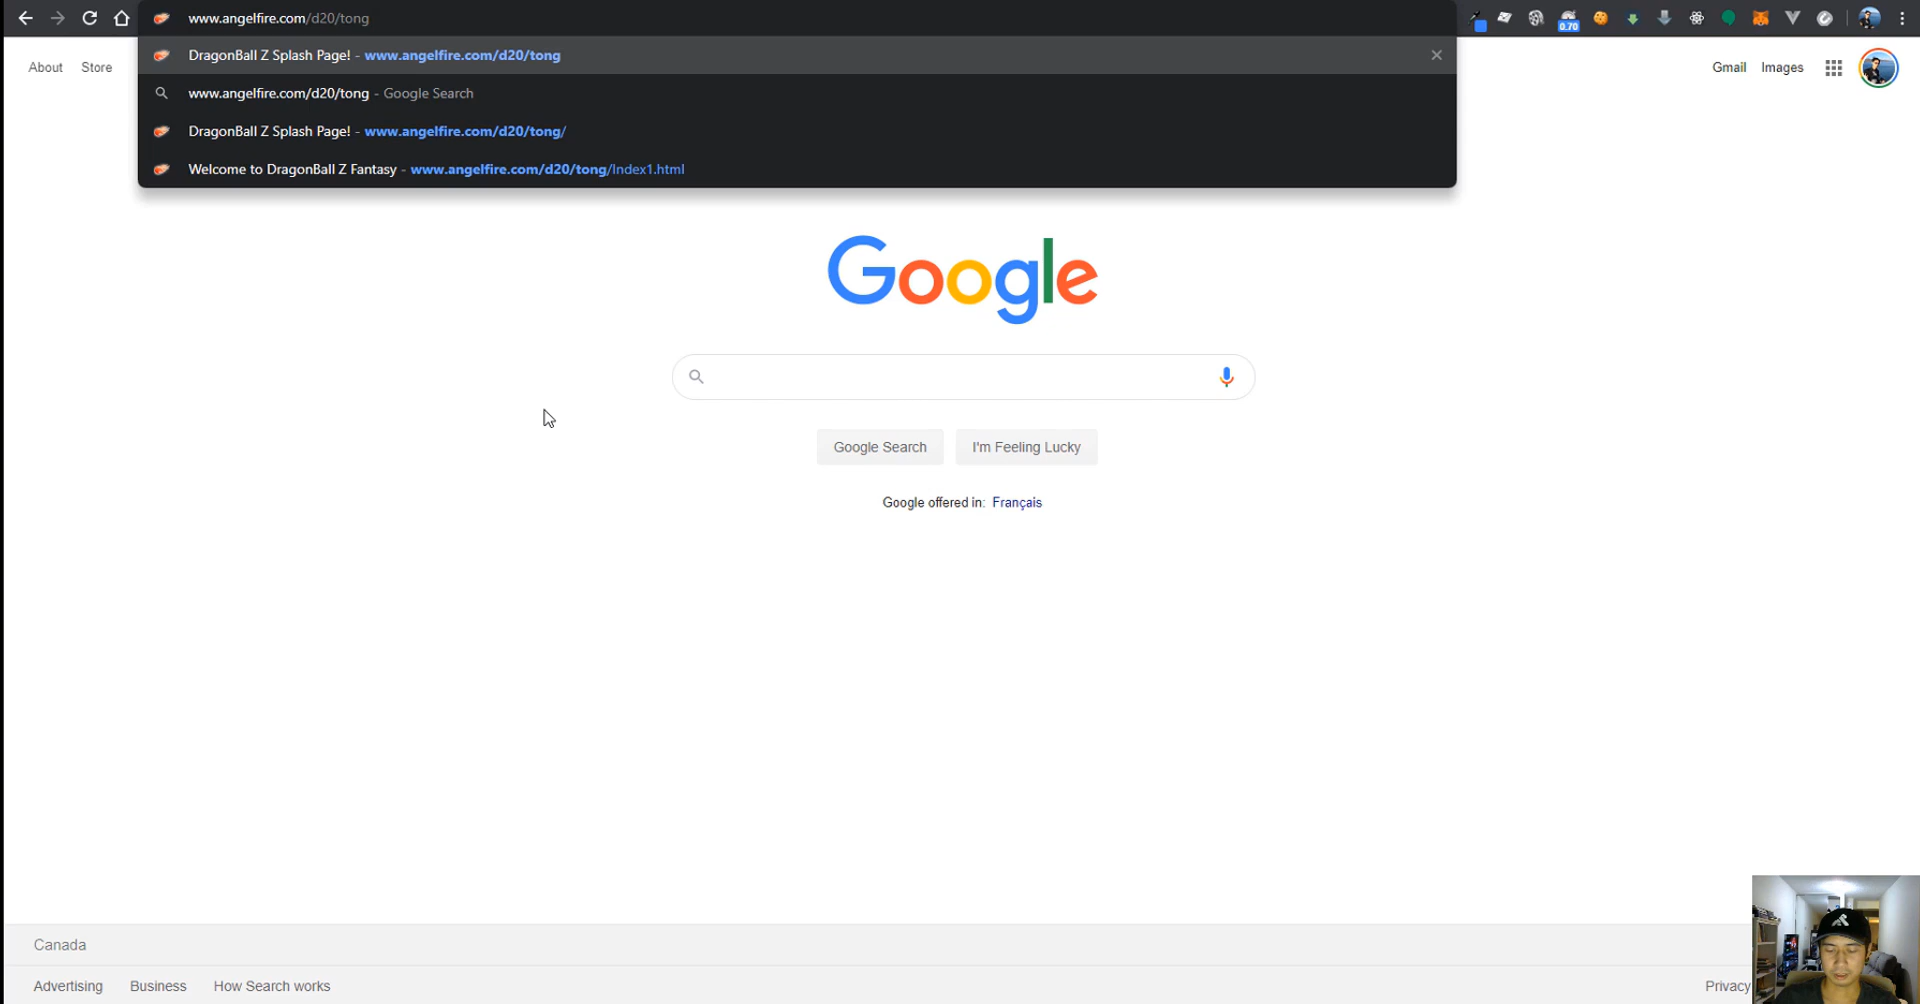 www.angelfire.com/d20/tong
DragonBall Z Splash Page! - www.angelfire.com/d20/tong
www.angelfire.com/d20/tong - Google Search
DragonBall Z Splash Page! - www.angelfire.com/d20/tong/
Welcome to DragonBall Z Fantasy - www.angelfire.com/d20/tong/Index1.html
0.70
About Store
Gmail Images
Google
Google Search I'm Feeling Lucky
Google offered in: Français
Canada
Advertising Business How Search works Privacy